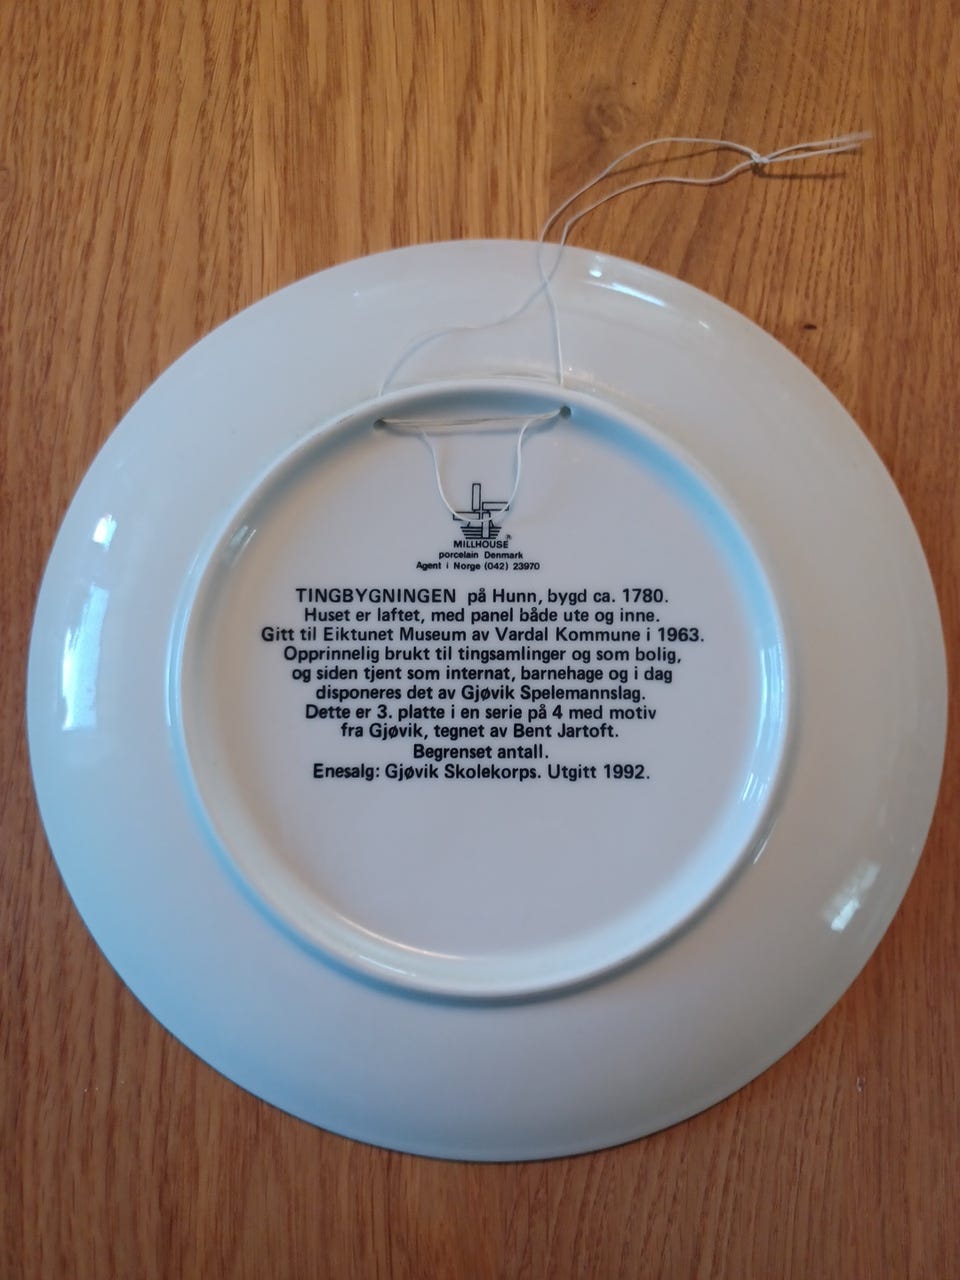 MILLHOUSE ®
porcelain Denmark
Agent i Norge (042) 23970
TINGBYGNINGEN på Hunn, bygd ca. 1780.
Huset er laftet, med panel både ute og inne.
Gitt til Eiktunet Museum av Vardal Kommune i 1963.
Opprinnelig brukt til tingsamlinger og som bolig,
og siden tjent som internat, barnehage og i dag
disponeres det av Gjøvik Spelemannslag.
Dette er 3. platte i en serie på 4 med motiv
fra Gjøvik, tegnet av Bent Jartoft.
Begrenset antall.
Enesalg: Gjøvik Skolekorps. Utgitt 1992.